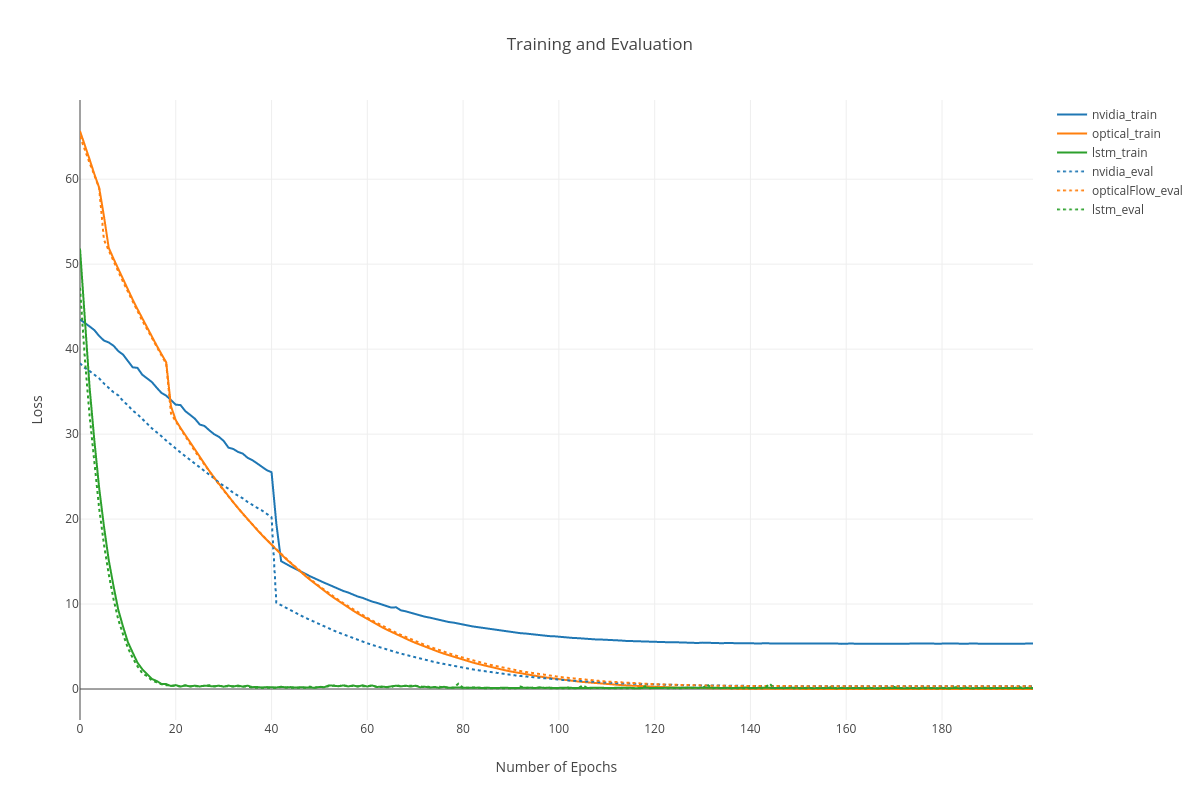 Training and Evaluation
nvidia_train
optical_train
lstm_train
nvidia_eval
opticalFlow_eval
lstm_eval
60
50
40
30
20
10
0
Loss
0 20 40 60 80 100 120 140 160 180
Number of Epochs